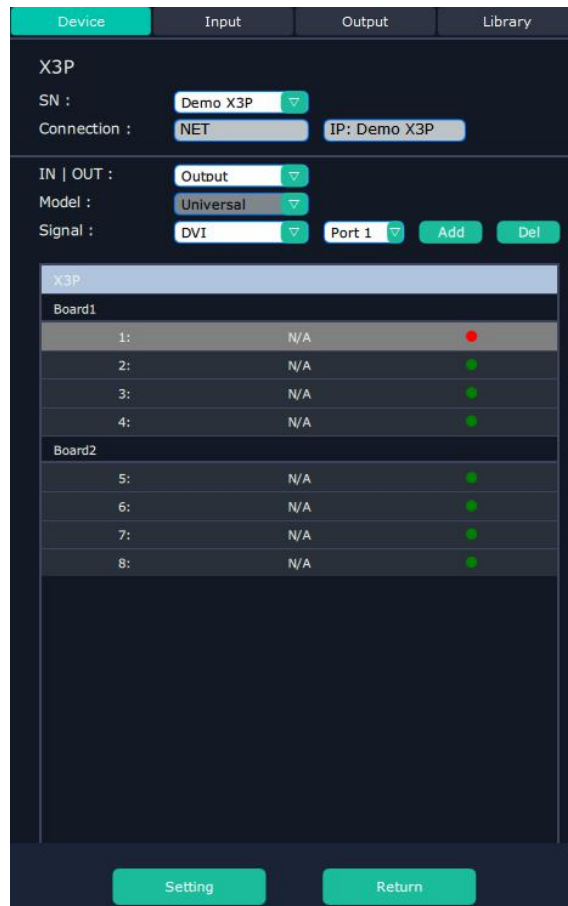 Device Input Output Library
X3P
SN : Demo X3P
Connection : NET IP: Demo X3P
IN | OUT : Output
Model : Universal
Signal : DVI Port 1 Add Del
X3P
Board1
1: N/A
2: N/A
3: N/A
4: N/A
Board2
5: N/A
6: N/A
7: N/A
8: N/A
Setting Return